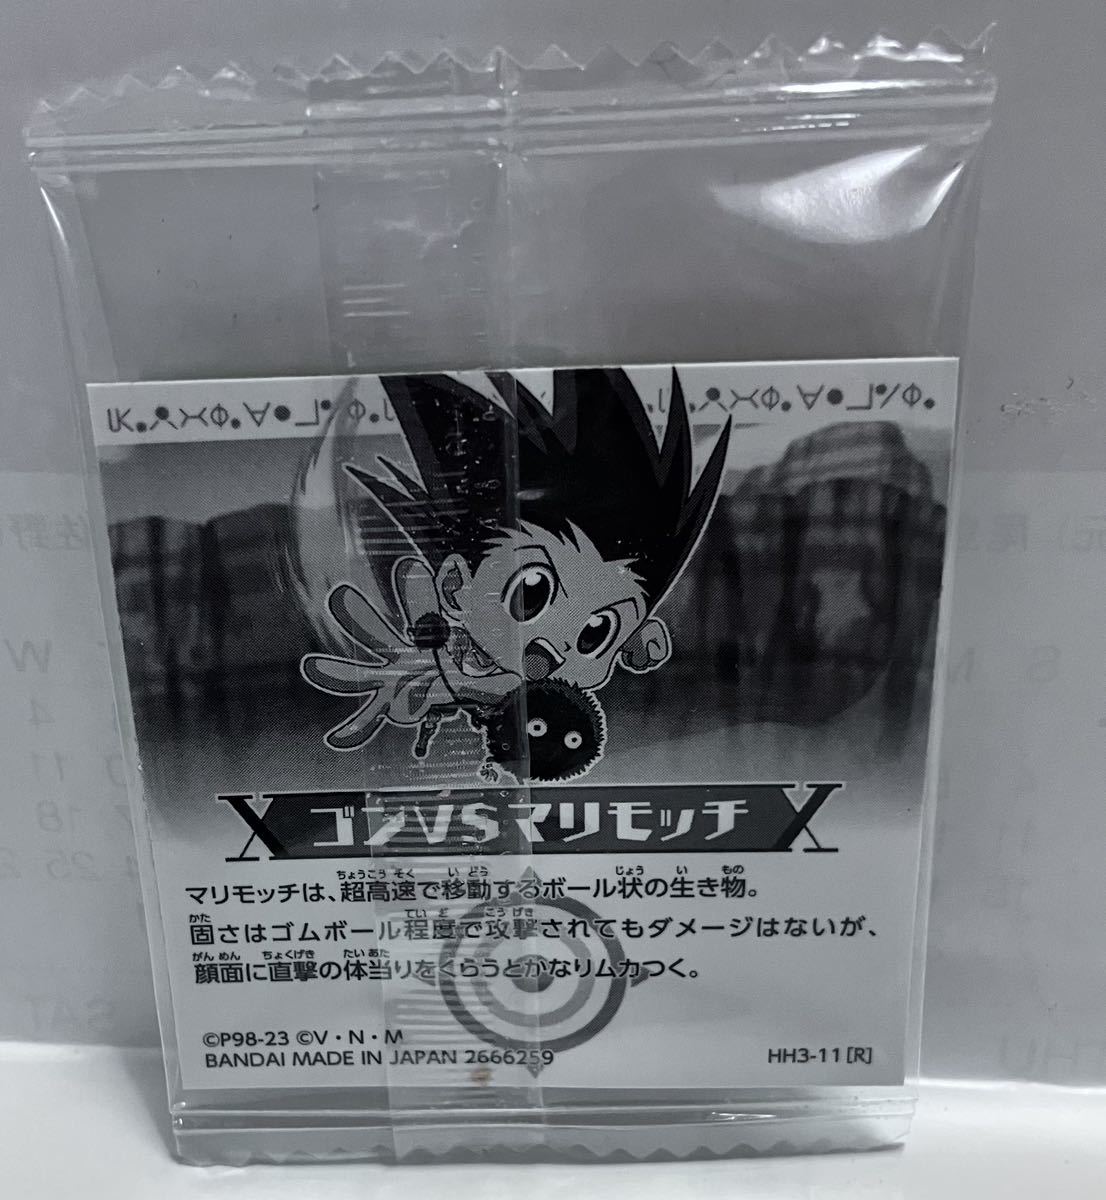 ゴンVSマリモッチ
マリモッチは、超高速で移動するボール状の生き物。
固さはゴムボール程度で攻撃されてもダメージはないが、
顔面に直撃の体当りをくらうとかなりムカつく。
©P98-23 ©V・N・M
BANDAI MADE IN JAPAN 2666259
HH3-11 [R]